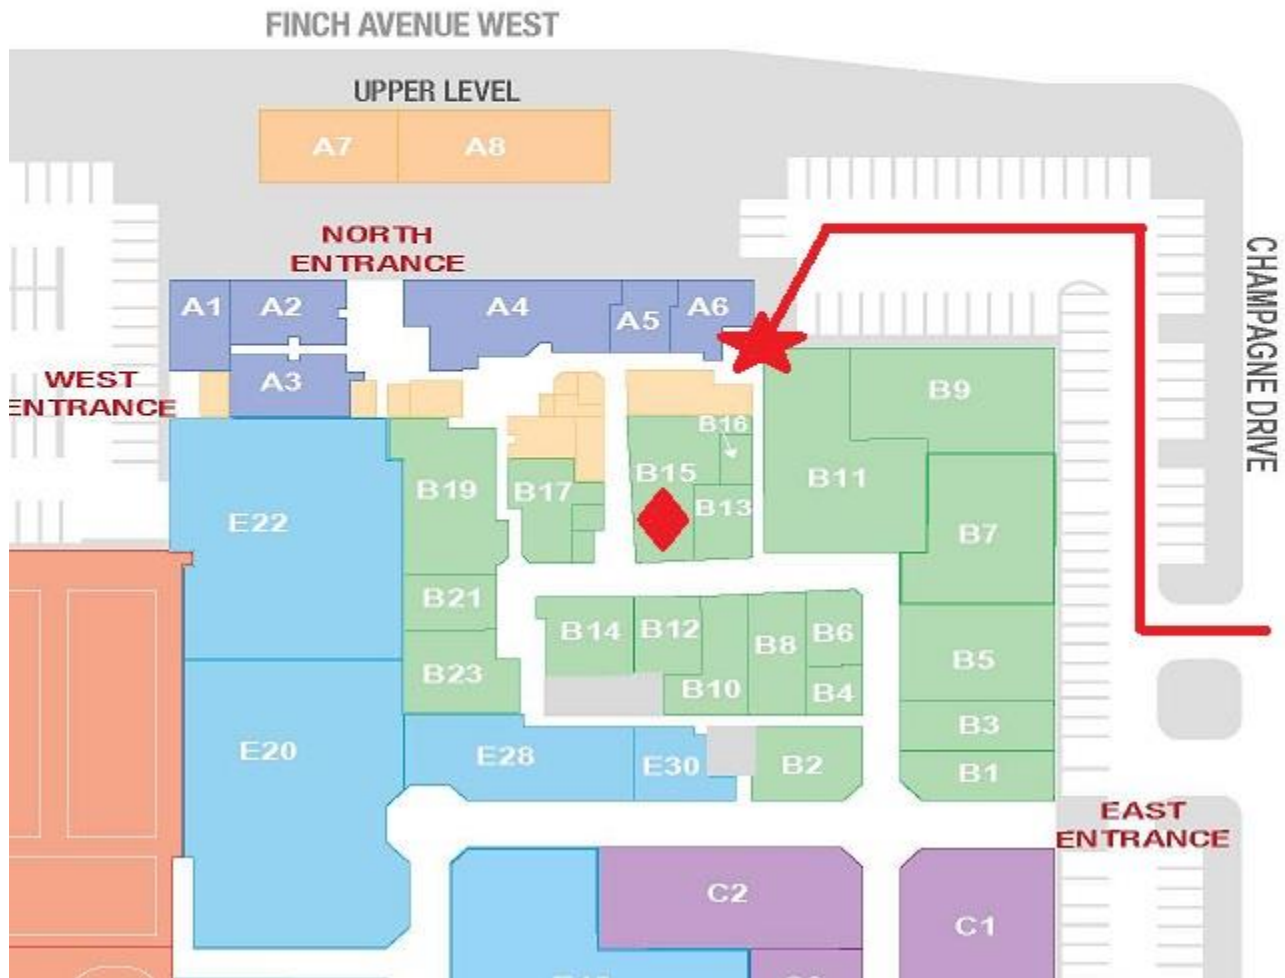 FINCH AVENUE WEST
UPPER LEVEL
A7
A8
NORTH
ENTRANCE
CHAMPAGNE DRIVE
A1
A2
A4
A5
A6
A3
WEST
ENTRANCE
B9
B16
B15
B11
B19
B17
B13
E22
B7
B21
B14
B12
B8
B6
B5
B23
B10
B4
B3
E20
E28
E30
B2
B1
EAST
ENTRANCE
C2
C1